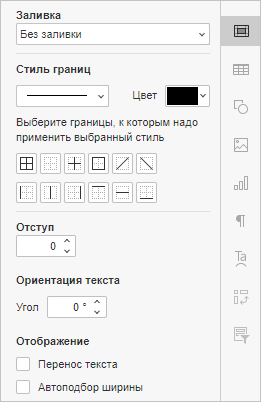 Заливка
Без заливки
Стиль границ
Цвет
Выберите границы, к которым надо
применить выбранный стиль
Отступ
0
Ориентация текста
Угол 0 °
Отображение
Перенос текста
Автоподбор ширины
Ta